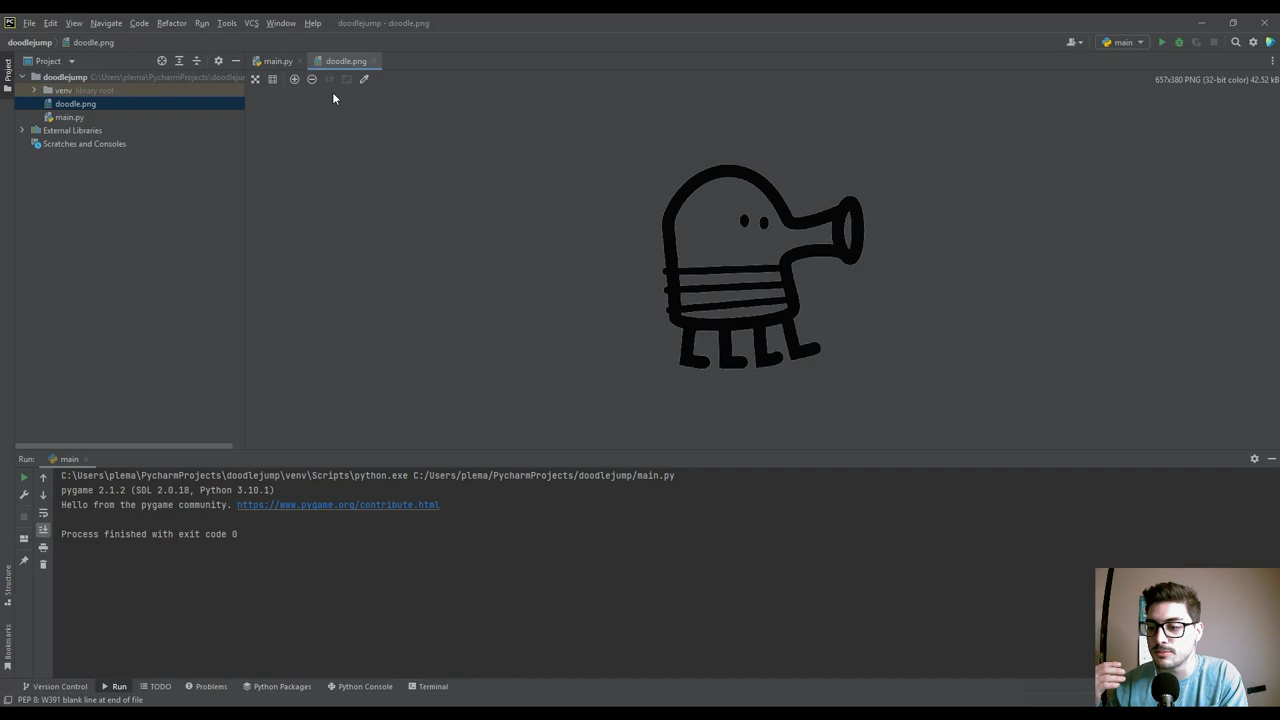 PC File Edit View Navigate Code Refactor Run Tools VCS Window Help doodlejump - doodle.png
doodlejump doodle.png main
Project main.py doodle.png
657x380 PNG (32-bit color) 42.52 kB
Project
doodlejump C:\Users\plema\PycharmProjects\doodleju
venv library root
doodle.png
main.py
External Libraries
Scratches and Consoles
Run: main
C:\Users\plema\PycharmProjects\doodlejump\venv\Scripts\python.exe C:/Users/plema/PycharmProjects/doodlejump/main.py
pygame 2.1.2 (SDL 2.0.18, Python 3.10.1)
Hello from the pygame community. https://www.pygame.org/contribute.html
Process finished with exit code 0
Structure
Bookmarks
Version Control Run TODO Problems Python Packages Python Console Terminal
PEP 8: W391 blank line at end of file